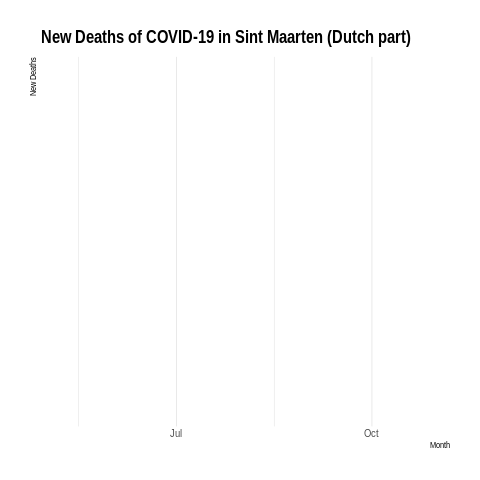 New Deaths of COVID-19 in Sint Maarten (Dutch part)
New Deaths
Jul
Oct
Month